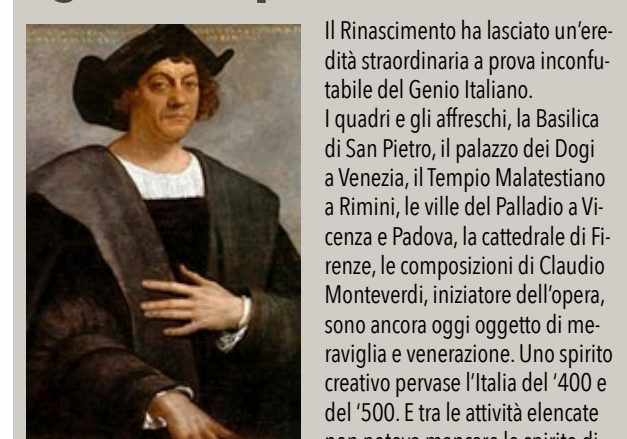 Il Rinascimento ha lasciato un'ere-
dità straordinaria a prova inconfu-
tabile del Genio Italiano.
I quadri e gli affreschi, la Basilica
di San Pietro, il palazzo dei Dogi
a Venezia, il Tempio Malatestiano
a Rimini, le ville del Palladio a Vi-
cenza e Padova, la cattedrale di Fi-
renze, le composizioni di Claudio
Monteverdi, iniziatore dell'opera,
sono ancora oggi oggetto di me-
raviglia e venerazione. Uno spirito
creativo pervase l'Italia del '400 e
del '500. E tra le attività elencate